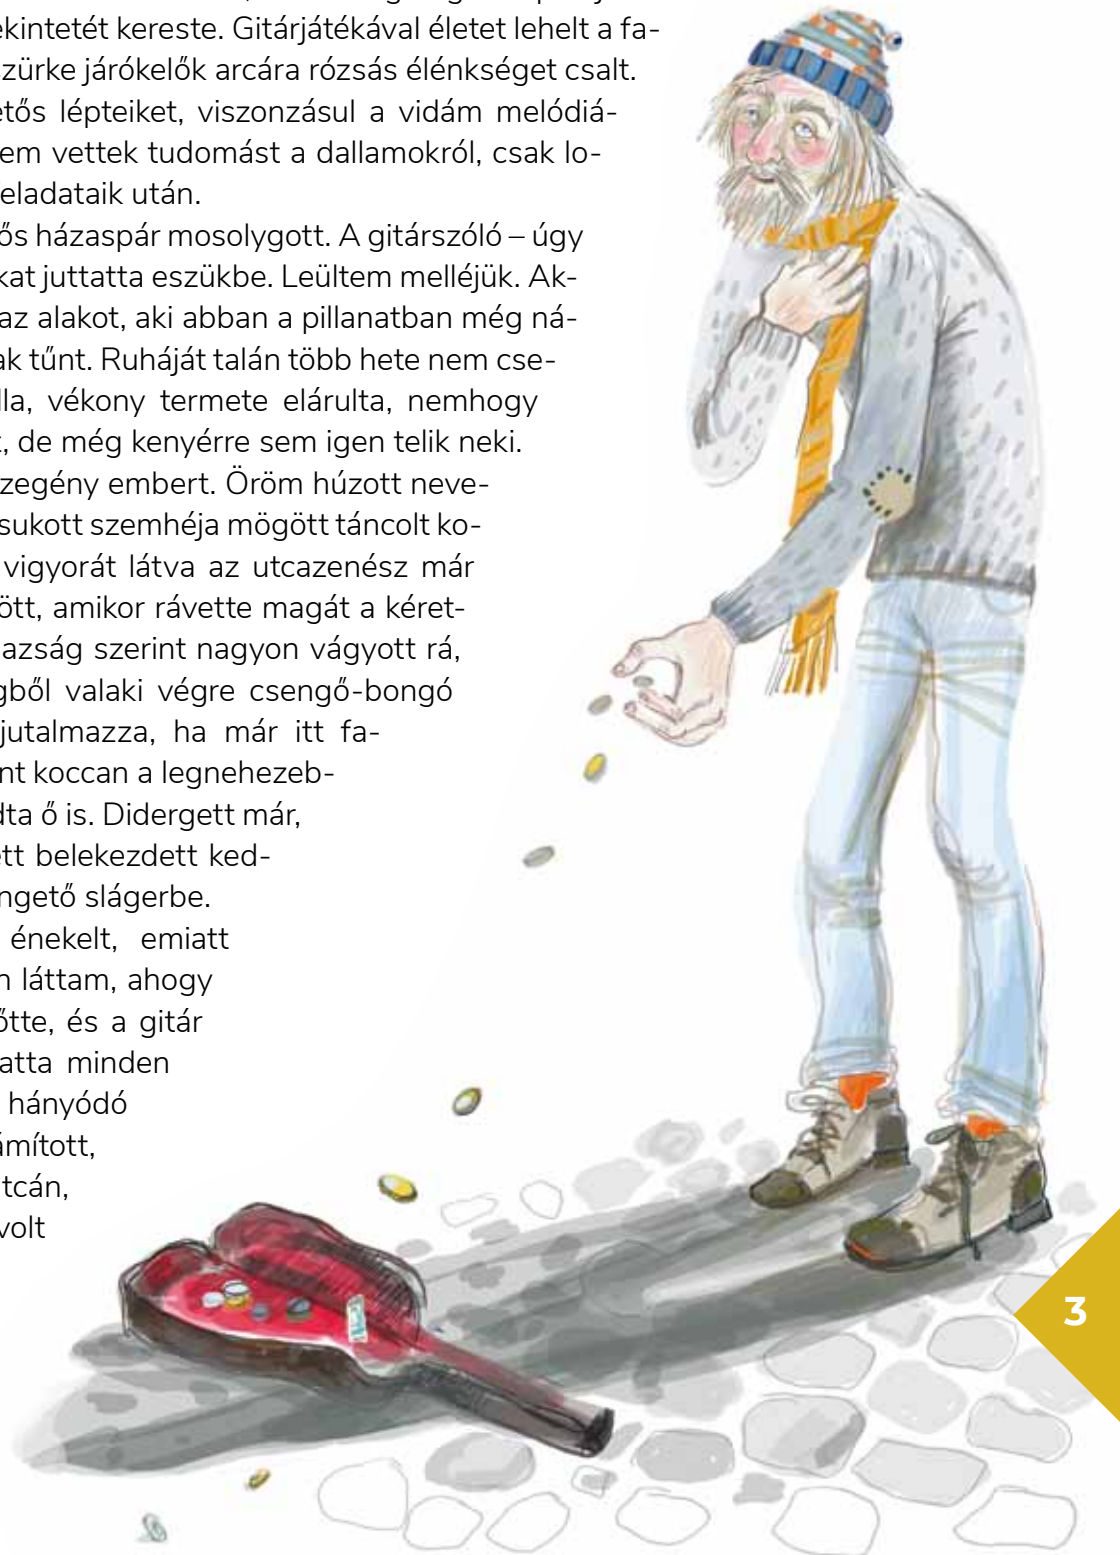 ekintetét kereste. Gitárjátékával életet lehelt a fa-
szürke járókelők arcára rózsás élénkséget csalt.
etős lépteiket, viszonzásul a vidám melódiá-
em vettek tudomást a dallamokról, csak lo-
feladataik után.
ős házaspár mosolygott. A gitárszóló – úgy
kat juttatta eszükbe. Leültem melléjük. Ak-
az alakot, aki abban a pillanatban még ná-
ak tűnt. Ruháját talán több hete nem cse-
lla, vékony termete elárulta, nemhogy
, de még kenyérre sem igen telik neki.
zegény embert. Öröm húzott neve-
sukott szemhéja mögött táncolt ko-
vigyorát látva az utcazenész már
ött, amikor rávette magát a kéret-
azság szerint nagyon vágyott rá,
gből valaki végre csengő-bongó
jutalmazza, ha már itt fa-
nt koccan a legnehezeb-
dta ő is. Didergett már,
ett belekezdett ked-
ngető slágerbe.
énekelt, emiatt
n láttam, ahogy
őtte, és a gitár
atta minden
hányódó
ámított,
tcán,
volt
3